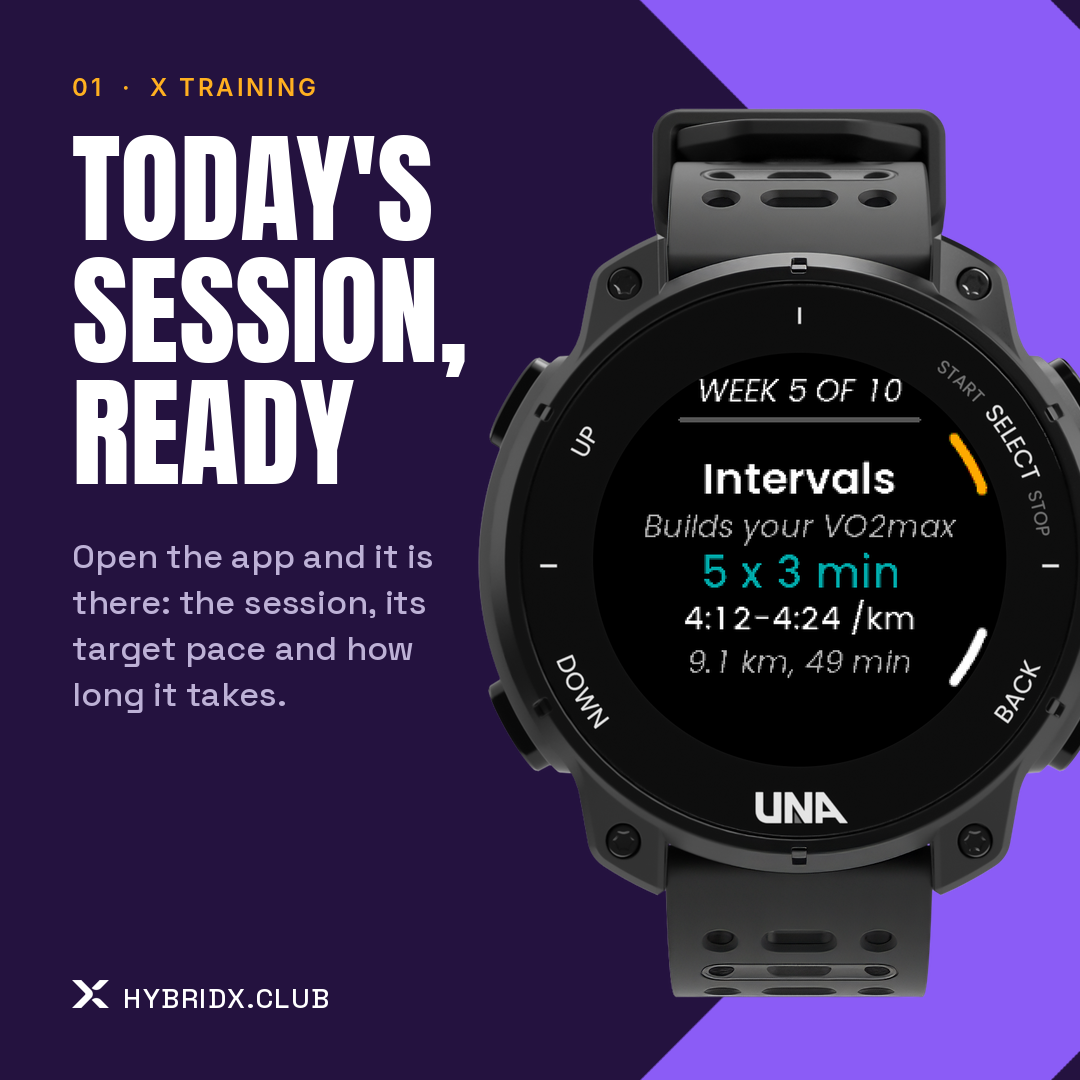 01 · X TRAINING
TODAY'S
SESSION,
READY
Open the app and it is
there: the session, its
target pace and how
long it takes.
HYBRIDX.CLUB
WEEK 5 OF 10
Intervals
Builds your VO2max
5 x 3 min
4:12-4:24 /km
9.1 km, 49 min
UP
DOWN
START
SELECT
STOP
BACK
UNA